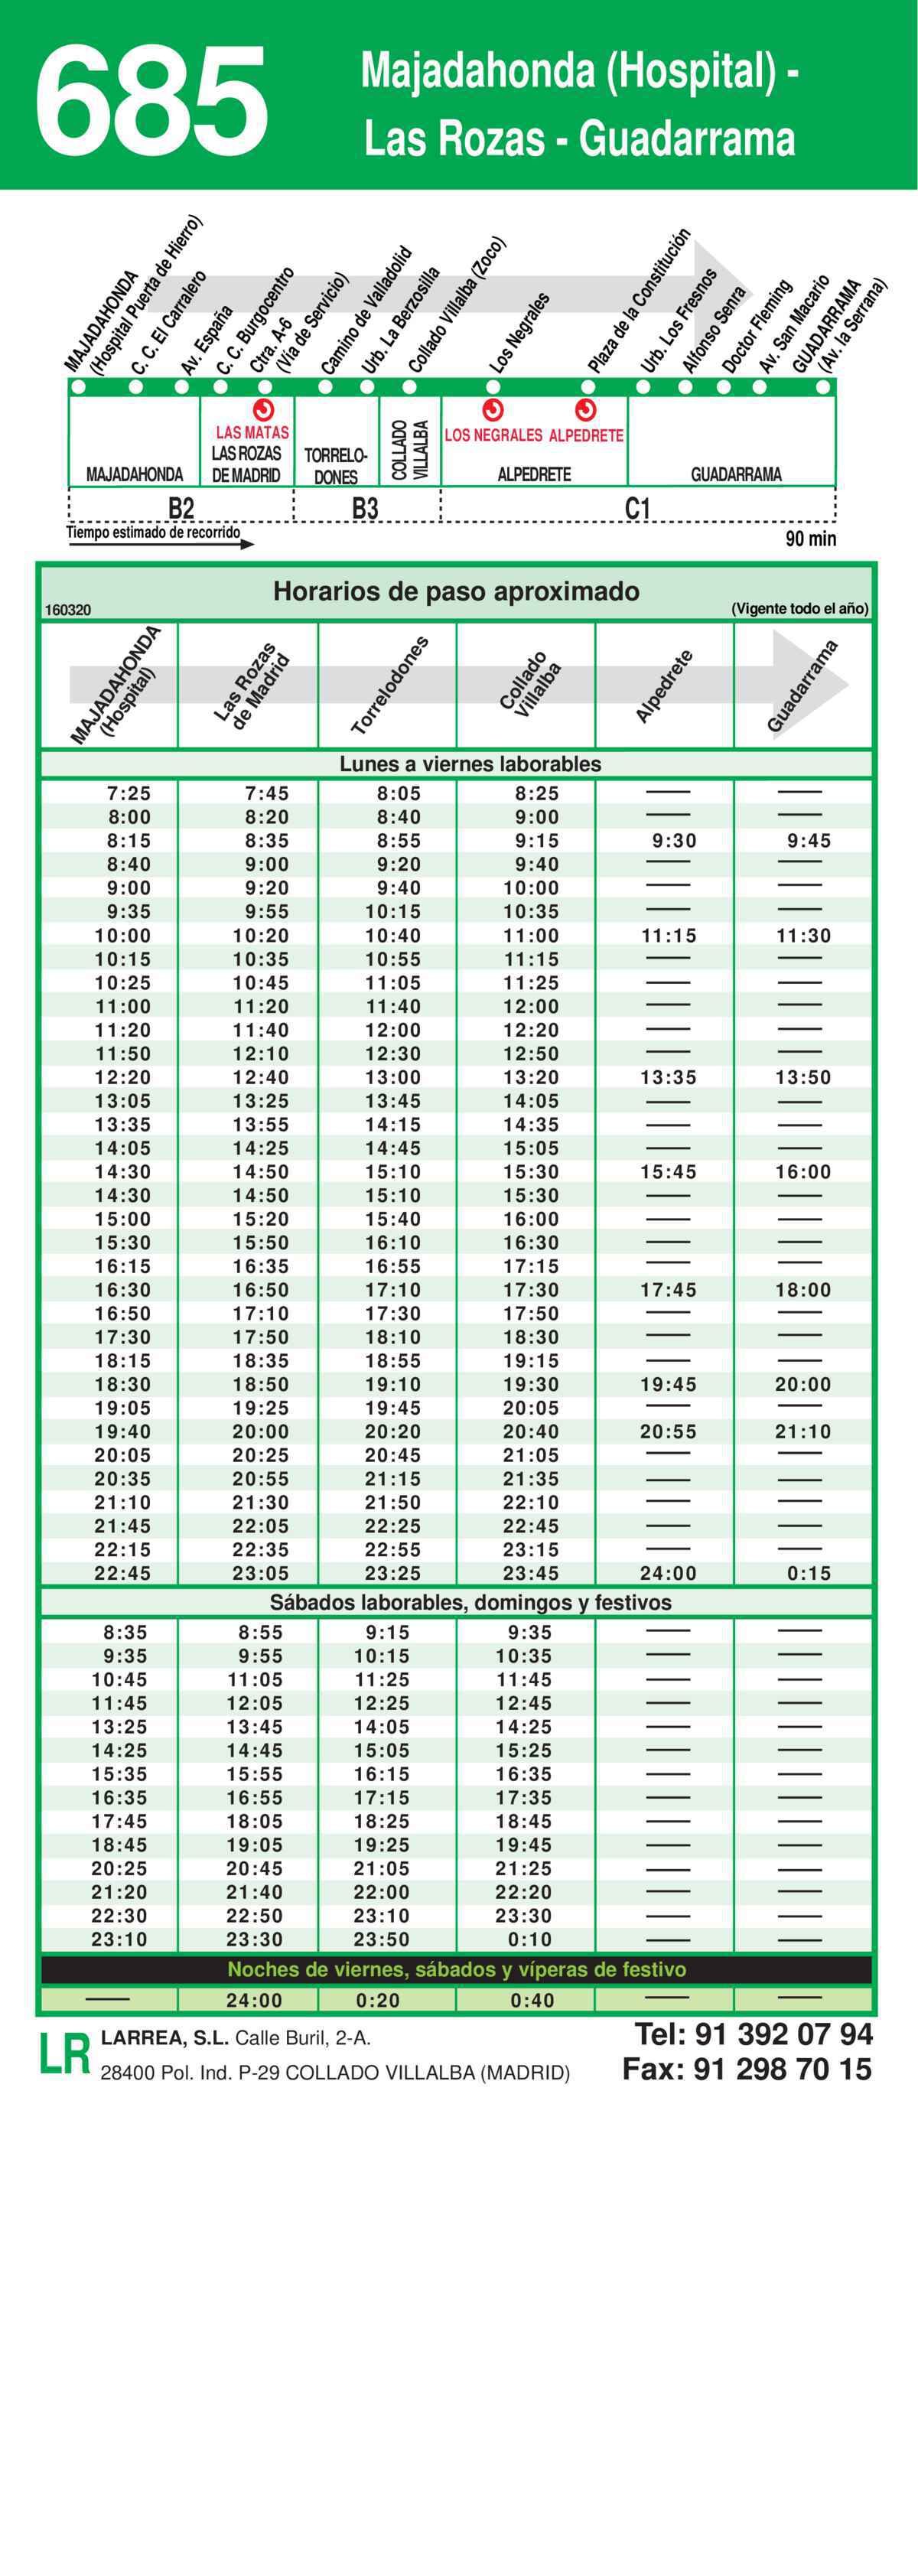 685
Majadahonda (Hospital) -
Las Rozas - Guadarrama
MAJADAHONDA
(Hospital Puerta de Hierro)
C. C. El Carralero
Av. España
C. C. Burgocentro
Ctra. A-6
(Vía de Servicio)
Camino de Valladolid
Urb. La Berzosilla
Collado Villalba (Zoco)
Los Negrales
Plaza de la Constitución
Urb. Los Fresnos
Alfonso Senra
Doctor Fleming
Av. San Macario
GUADARRAMA
(Av. la Serrana)
LAS MATAS
LOS NEGRALES ALPEDRETE
MAJADAHONDA
LAS ROZAS
DE MADRID
TORRELO-
DONES
COLLADO
VILLALBA
ALPEDRETE
GUADARRAMA
B2 B3 C1
Tiempo estimado de recorrido
90 min
Horarios de paso aproximado
160320
(Vigente todo el año)
MAJADAHONDA
(Hospital)
Las Rozas
de Madrid
Torrelodones
Collado
Villalba
Alpedrete
Guadarrama
Lunes a viernes laborables
7:25 7:45 8:05 8:25 —— ——
8:00 8:20 8:40 9:00 —— ——
8:15 8:35 8:55 9:15 9:30 9:45
8:40 9:00 9:20 9:40 —— ——
9:00 9:20 9:40 10:00 —— ——
9:35 9:55 10:15 10:35 —— ——
10:00 10:20 10:40 11:00 11:15 11:30
10:15 10:35 10:55 11:15 —— ——
10:25 10:45 11:05 11:25 —— ——
11:00 11:20 11:40 12:00 —— ——
11:20 11:40 12:00 12:20 —— ——
11:50 12:10 12:30 12:50 —— ——
12:20 12:40 13:00 13:20 13:35 13:50
13:05 13:25 13:45 14:05 —— ——
13:35 13:55 14:15 14:35 —— ——
14:05 14:25 14:45 15:05 —— ——
14:30 14:50 15:10 15:30 15:45 16:00
14:30 14:50 15:10 15:30 —— ——
15:00 15:20 15:40 16:00 —— ——
15:30 15:50 16:10 16:30 —— ——
16:15 16:35 16:55 17:15 —— ——
16:30 16:50 17:10 17:30 17:45 18:00
16:50 17:10 17:30 17:50 —— ——
17:30 17:50 18:10 18:30 —— ——
18:15 18:35 18:55 19:15 —— ——
18:30 18:50 19:10 19:30 19:45 20:00
19:05 19:25 19:45 20:05 —— ——
19:40 20:00 20:20 20:40 20:55 21:10
20:05 20:25 20:45 21:05 —— ——
20:35 20:55 21:15 21:35 —— ——
21:10 21:30 21:50 22:10 —— ——
21:45 22:05 22:25 22:45 —— ——
22:15 22:35 22:55 23:15 —— ——
22:45 23:05 23:25 23:45 24:00 0:15
Sábados laborables, domingos y festivos
8:35 8:55 9:15 9:35 —— ——
9:35 9:55 10:15 10:35 —— ——
10:45 11:05 11:25 11:45 —— ——
11:45 12:05 12:25 12:45 —— ——
13:25 13:45 14:05 14:25 —— ——
14:25 14:45 15:05 15:25 —— ——
15:35 15:55 16:15 16:35 —— ——
16:35 16:55 17:15 17:35 —— ——
17:45 18:05 18:25 18:45 —— ——
18:45 19:05 19:25 19:45 —— ——
20:25 20:45 21:05 21:25 —— ——
21:20 21:40 22:00 22:20 —— ——
22:30 22:50 23:10 23:30 —— ——
23:10 23:30 23:50 0:10 —— ——
Noches de viernes, sábados y víperas de festivo
—— 24:00 0:20 0:40 —— ——
LR
LARREA, S.L. Calle Buril, 2-A.
28400 Pol. Ind. P-29 COLLADO VILLALBA (MADRID)
Tel: 91 392 07 94
Fax: 91 298 70 15